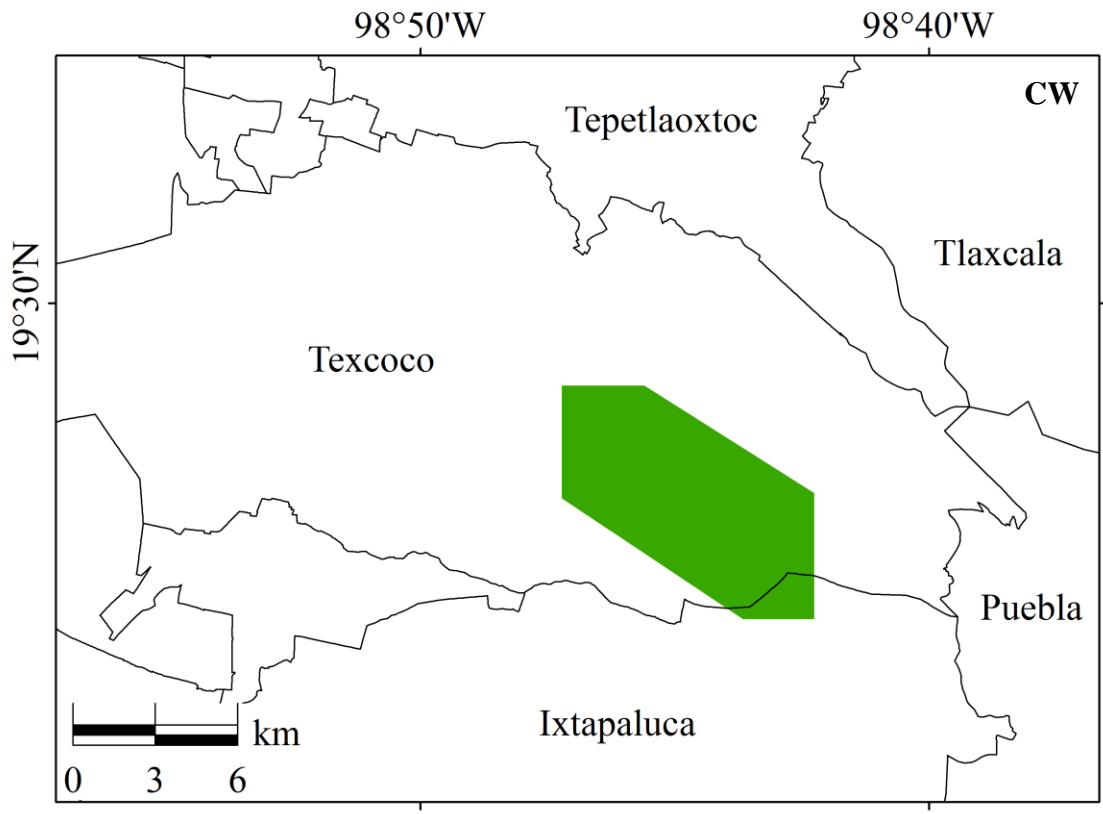 98°50'W
98°40'W
CW
Tepetlaoxtoc
Tlaxcala
19°30'N
Texcoco
Puebla
Ixtapaluca
km
0 3 6